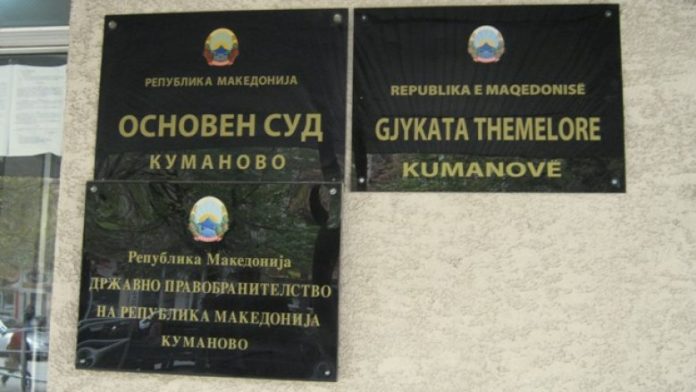 РЕПУБЛИКА МАКЕДОНИЈА
ОСНОВЕН СУД
КУМАНОВО
REPUBLIKA E MAQEDONISË
GJYKATA THEMELORE
KUMANOVË
Република Македонија
ДРЖАВНО ПРАВОБРАНИТЕЛСТВО
НА РЕПУБЛИКА МАКЕДОНИЈА
КУМАНОВО